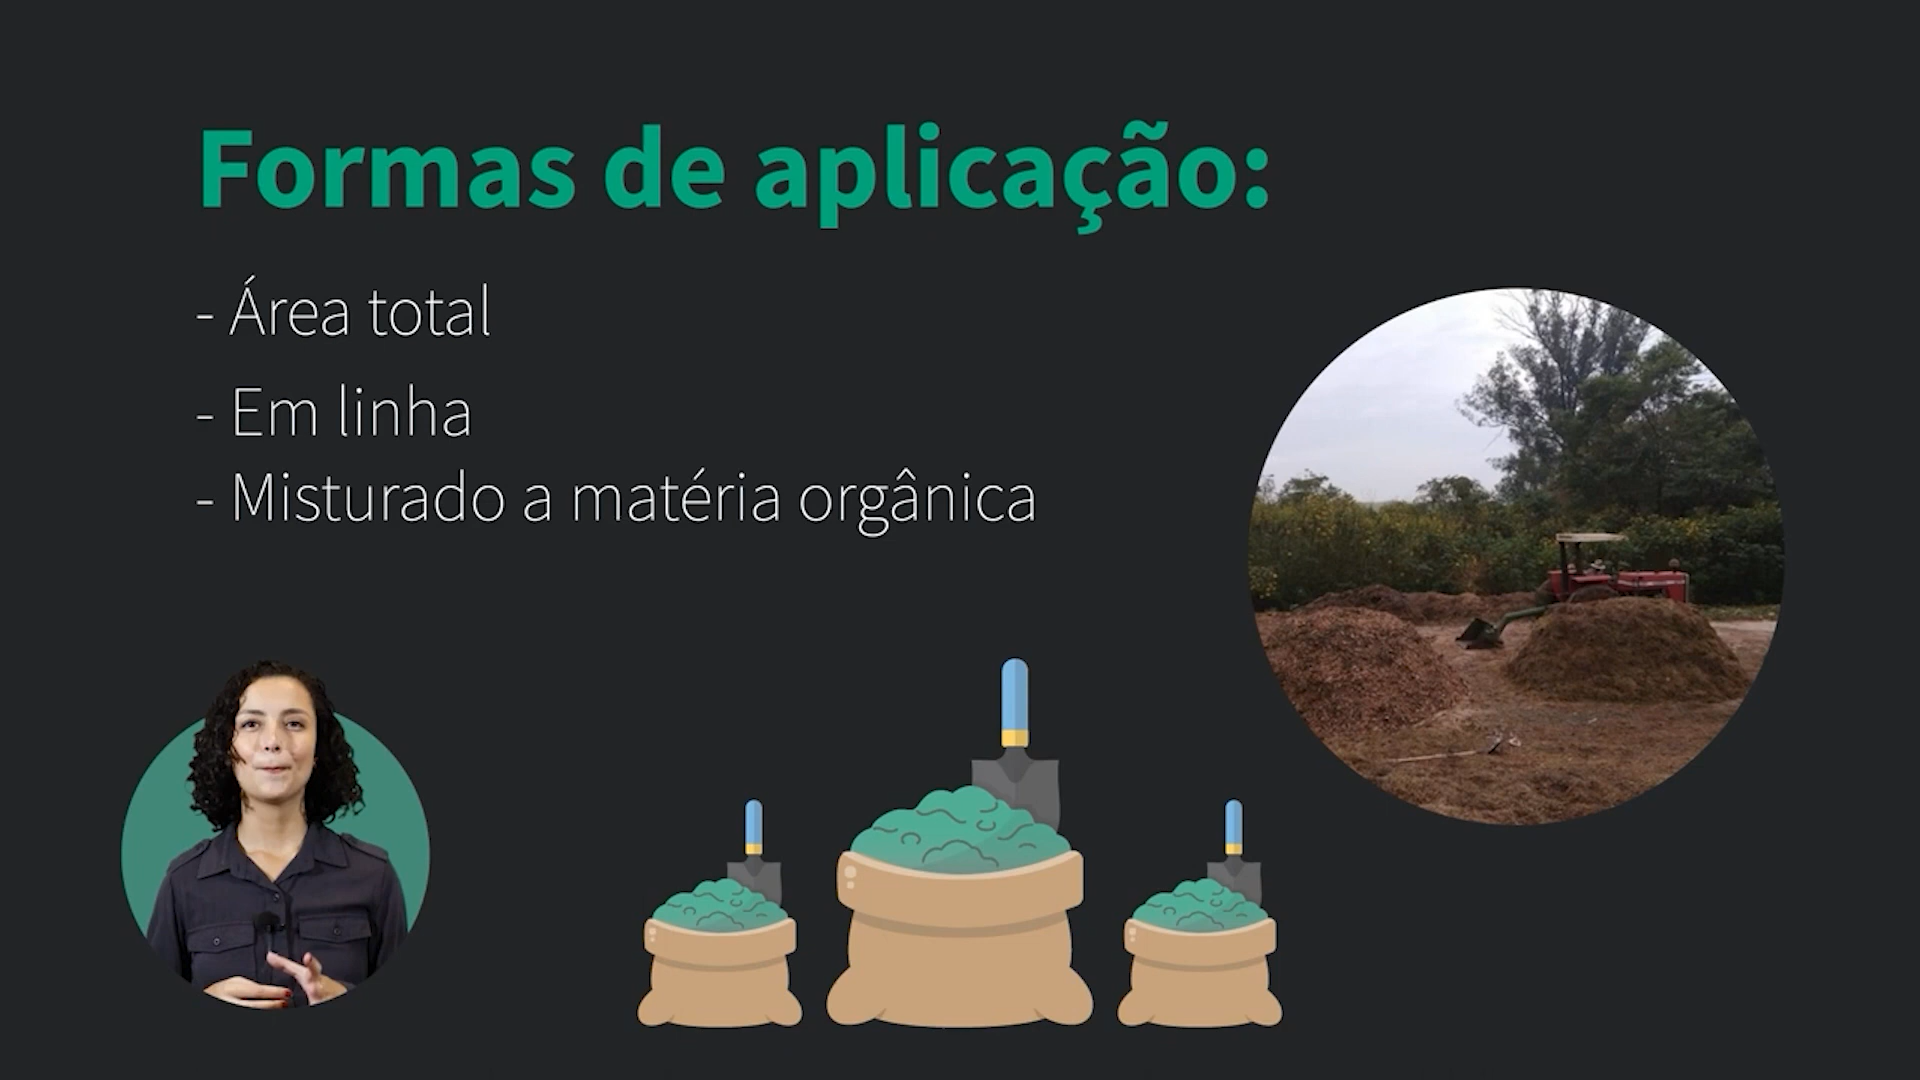 Formas de aplicação:
- Área total
- Em linha
- Misturado a matéria orgânica